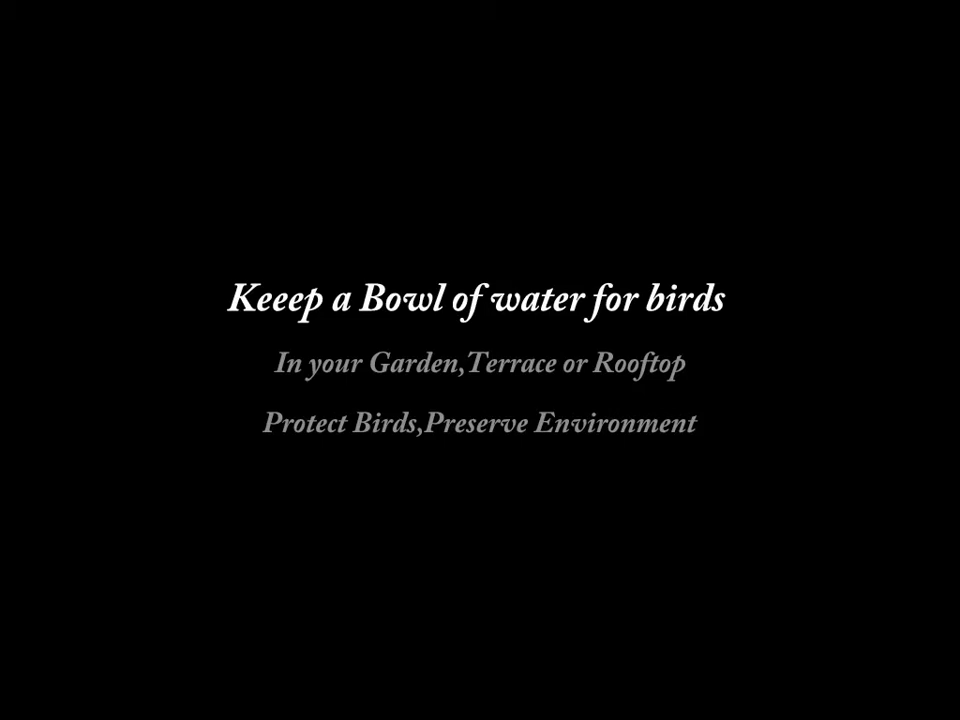 Keeep a Bowl of water for birds
In your Garden,Terrace or Rooftop
Protect Birds,Preserve Environment